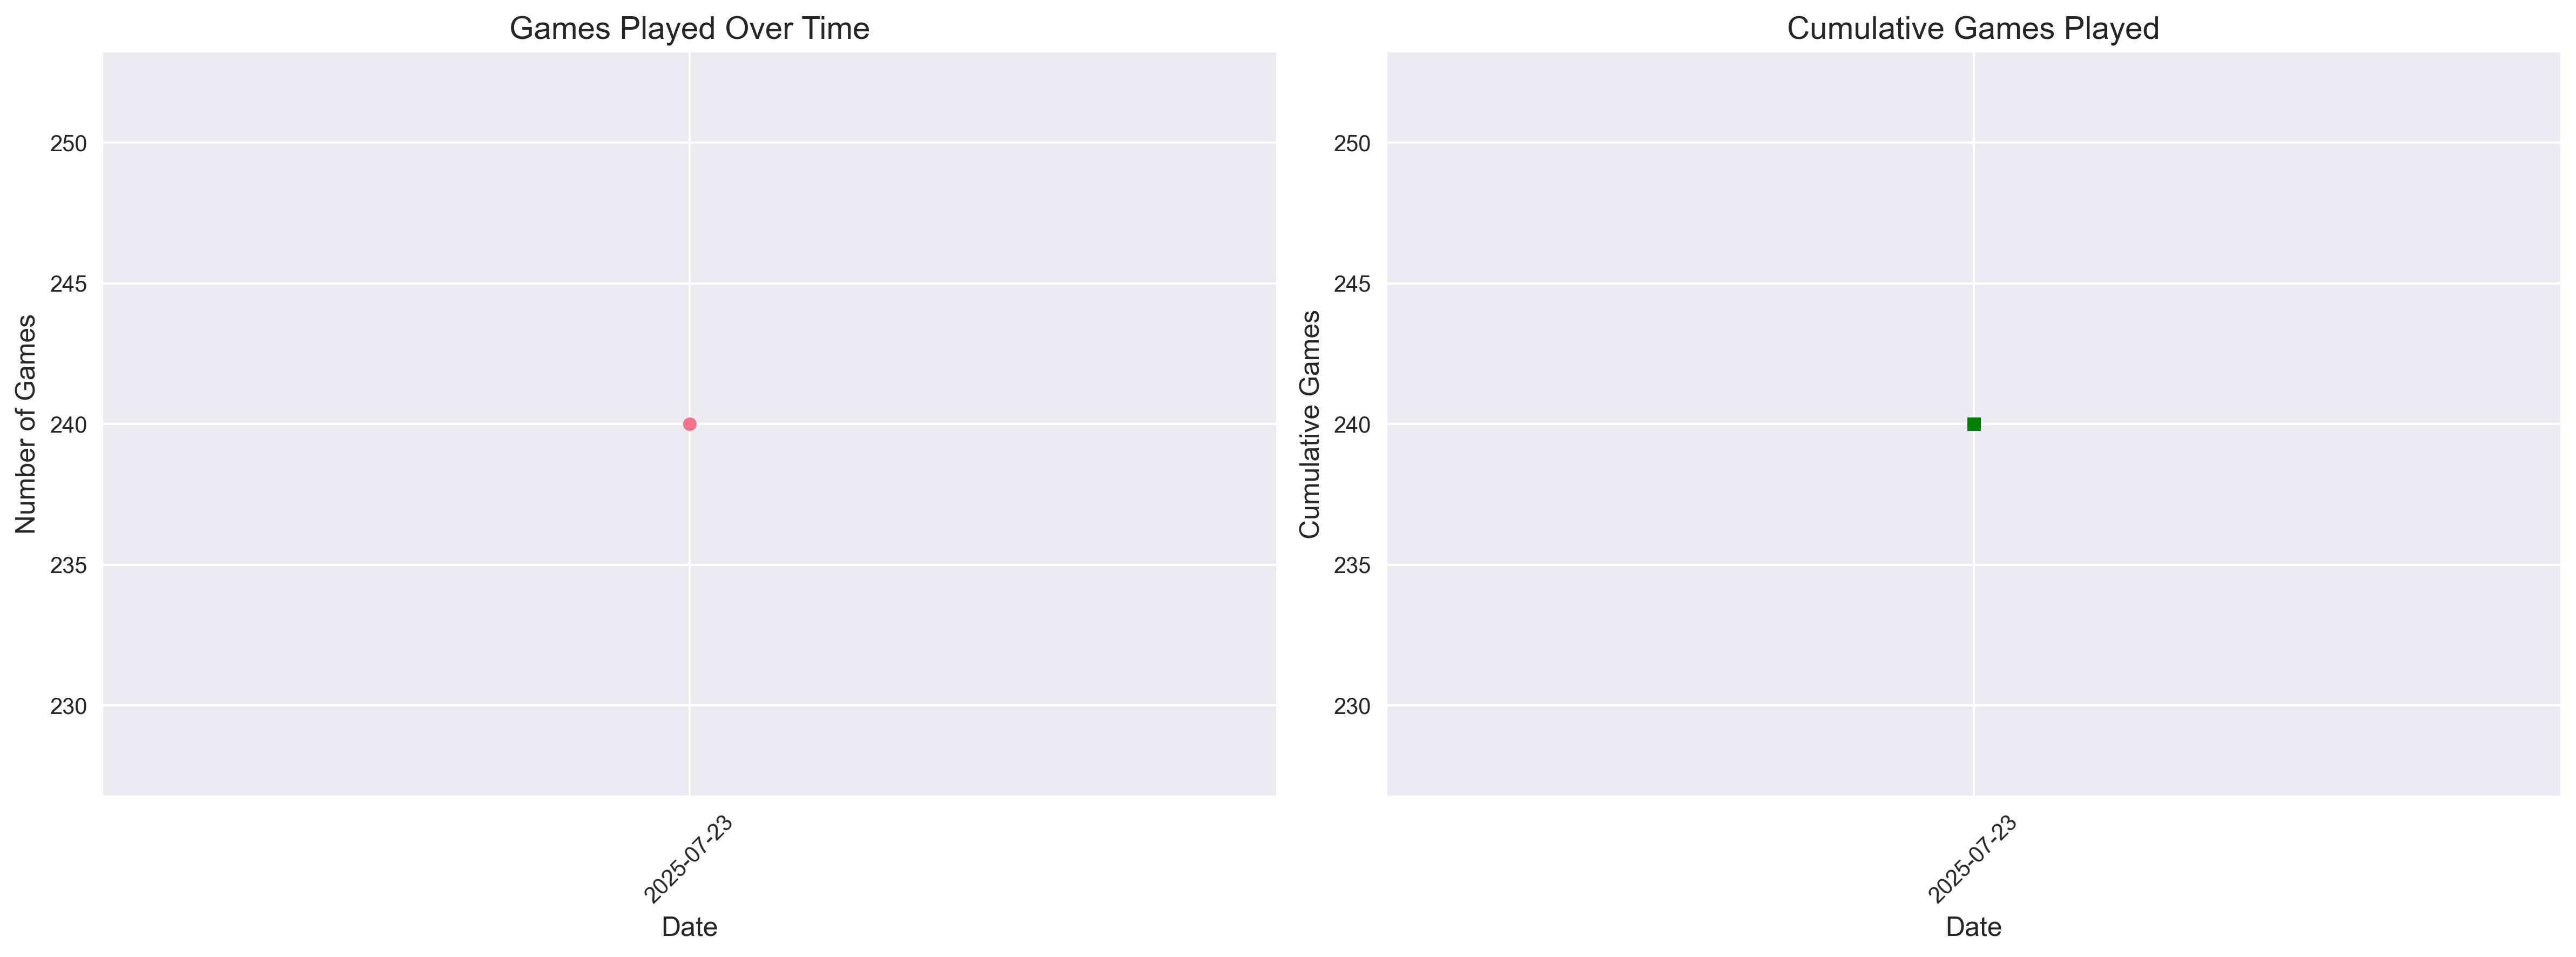 Games Played Over Time
Number of Games
250
245
240
235
230
2025-07-23
Date
Cumulative Games Played
Cumulative Games
250
245
240
235
230
2025-07-23
Date